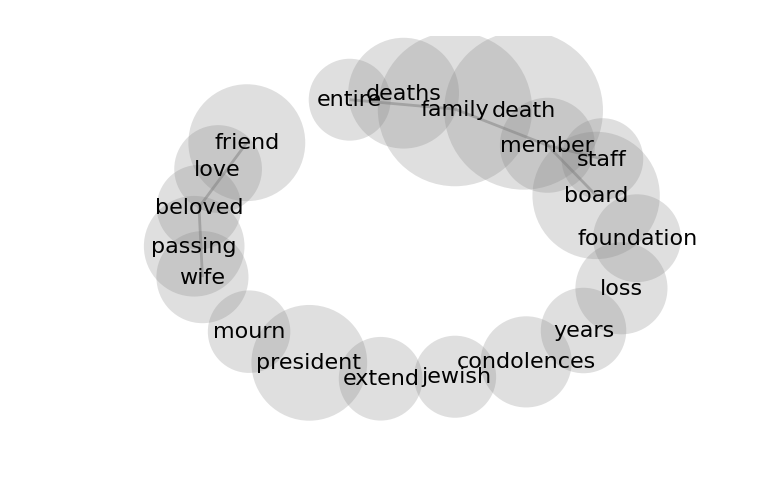 entire
deaths
family
death
friend
member
staff
love
board
beloved
foundation
passing
wife
loss
years
mourn
president
condolences
extend
jewish